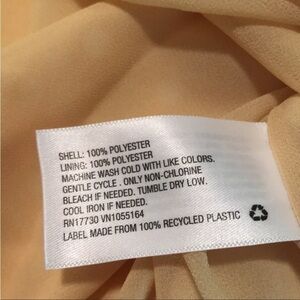 SHELL: 100% POLYESTER
LINING: 100% POLYESTER
MACHINE WASH COLD WITH LIKE COLORS.
GENTLE CYCLE . ONLY NON-CHLORINE
BLEACH IF NEEDED. TUMBLE DRY LOW.
COOL IRON IF NEEDED.
RN17730 VN1055164
LABEL MADE FROM 100% RECYCLED PLASTIC